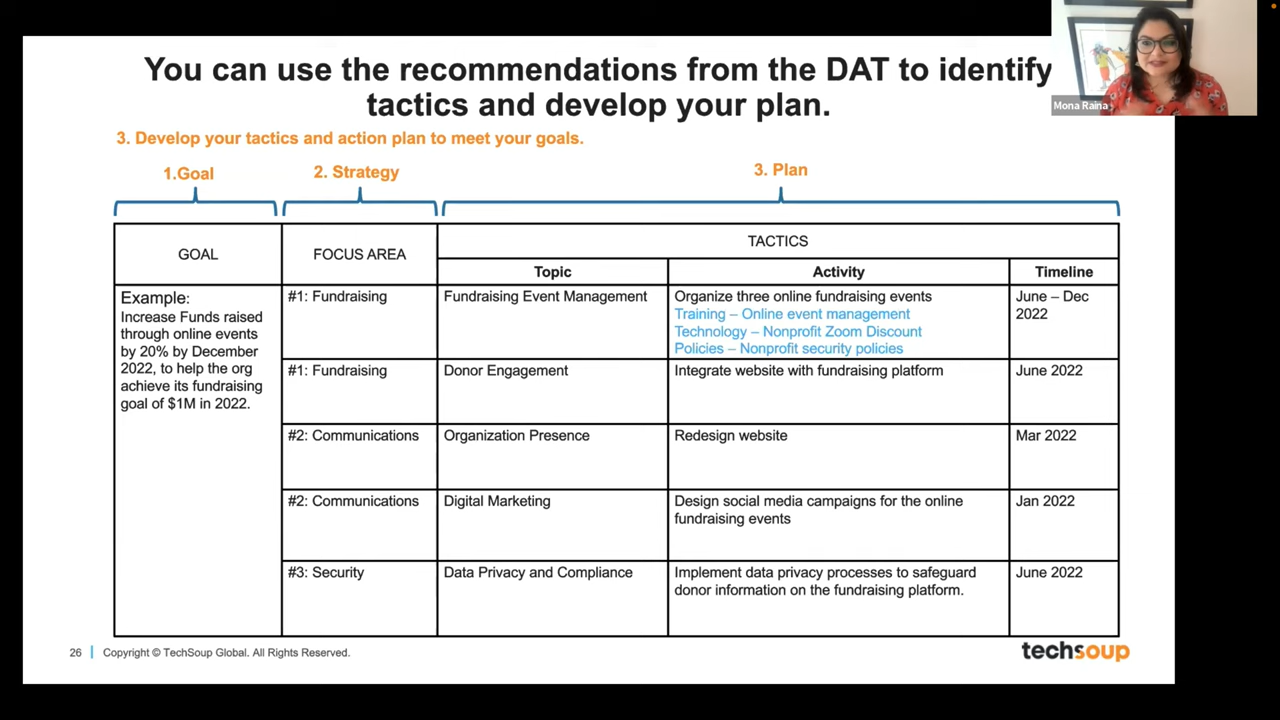 You can use the recommendations from the DAT to identify
tactics and develop your plan.
Mona Raina
3. Develop your tactics and action plan to meet your goals.
1.Goal
2. Strategy
3. Plan
GOAL
FOCUS AREA
TACTICS
Topic
Activity
Timeline
Example:
Increase Funds raised
through online events
by 20% by December
2022, to help the org
achieve its fundraising
goal of $1M in 2022.
#1: Fundraising
Fundraising Event Management
Organize three online fundraising events
Training – Online event management
Technology – Nonprofit Zoom Discount
Policies – Nonprofit security policies
June – Dec
2022
#1: Fundraising
Donor Engagement
Integrate website with fundraising platform
June 2022
#2: Communications
Organization Presence
Redesign website
Mar 2022
#2: Communications
Digital Marketing
Design social media campaigns for the online
fundraising events
Jan 2022
#3: Security
Data Privacy and Compliance
Implement data privacy processes to safeguard
donor information on the fundraising platform.
June 2022
26 | Copyright © TechSoup Global. All Rights Reserved.
techsoup